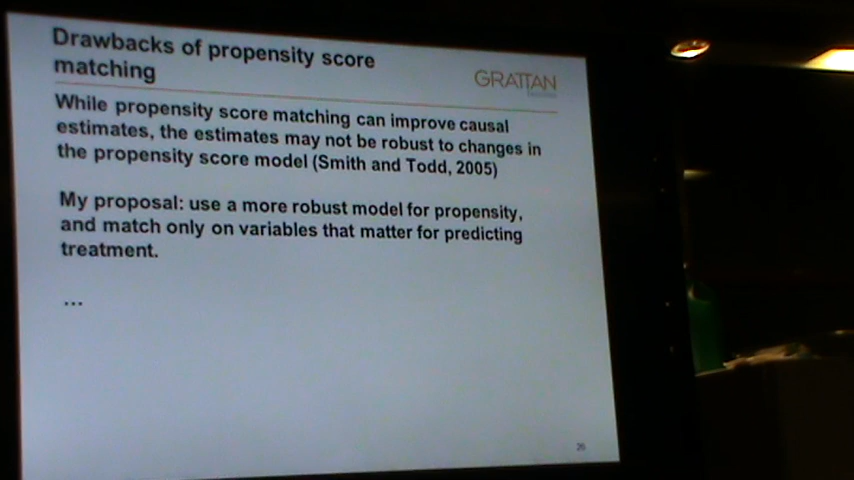 Drawbacks of propensity score
matching
GRATTAN
While propensity score matching can improve causal
estimates, the estimates may not be robust to changes in
the propensity score model (Smith and Todd, 2005)
My proposal: use a more robust model for propensity,
and match only on variables that matter for predicting
treatment.
...
26